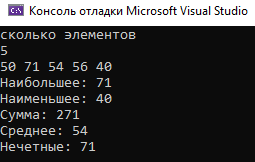 Консоль отладки Microsoft Visual Studio
сколько элементов
5
50 71 54 56 40
Наибольшее: 71
Наименьшее: 40
Сумма: 271
Среднее: 54
Нечетные: 71